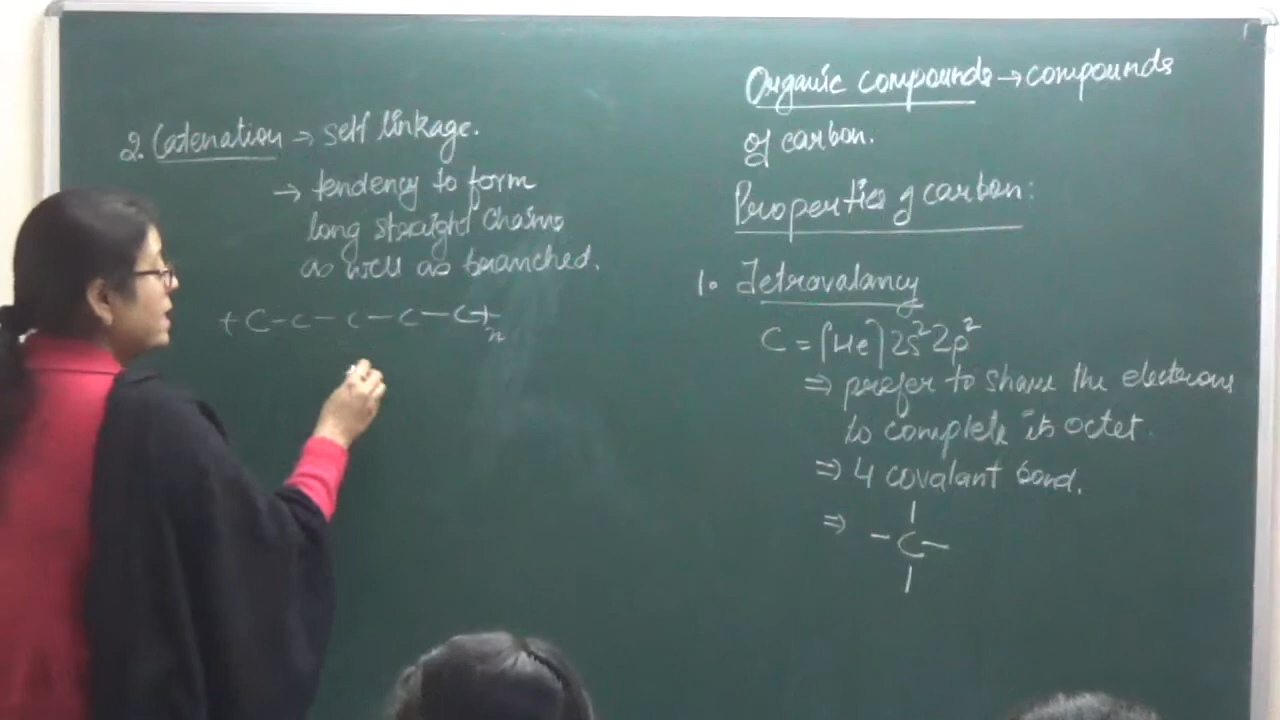 Organic compounds → compounds
of carbon.
Properties of carbon:
1. Tetravalancy
C = [He] 2s² 2p²
⇒ prefer to share the electrons
to complete its octet.
⇒ 4 covalant bond.
⇒ – C –
2. Catenation → self linkage.
→ tendency to form
long straight chains
as well as branched.
+ C – C – C – C – C +n